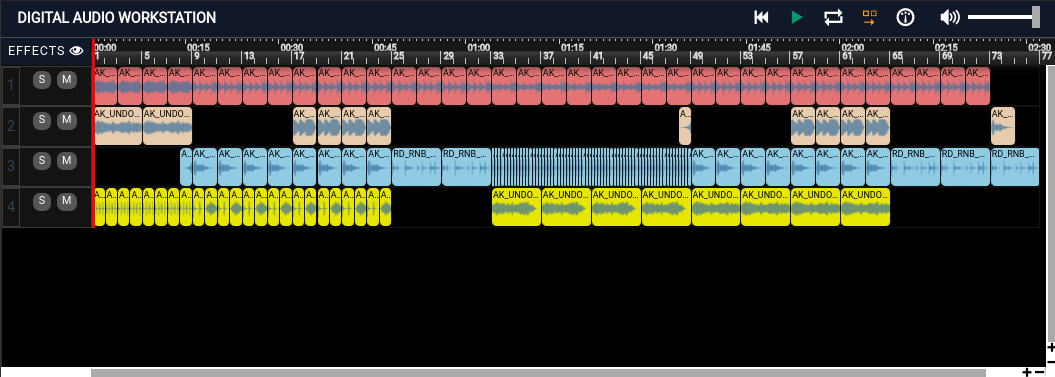 DIGITAL AUDIO WORKSTATION
EFFECTS
00:00 00:15 00:30 00:45 01:00 01:15 01:30 01:45 02:00 02:15 02:30
1 5 9 13 17 21 25 29 33 37 41 45 49 53 57 61 65 69 73 77
1 S M
AK_... AK_... AK_... AK_... AK_... AK_... AK_... AK_... AK_... AK_... AK_... AK_... AK_... AK_... AK_... AK_... AK_... AK_... AK_... AK_... AK_... AK_... AK_... AK_... AK_... AK_... AK_... AK_... AK_... AK_... AK_... AK_... AK_... AK_... AK_... AK_...
2 S M
AK_UNDO... AK_UNDO... AK_... AK_... AK_... AK_... A... AK_... AK_... AK_... AK_... AK_...
3 S M
A... AK_... AK_... AK_... AK_... AK_... AK_... AK_... AK_... RD_RNB_... RD_RNB_... AK_... AK_... AK_... AK_... AK_... AK_... AK_... AK_... RD_RNB_... RD_RNB_... RD_RNB_...
4 S M
A... A... A... A... A... A... A... A... A... A... A... A... A... A... A... A... A... A... A... A... A... A... A... A... AK_UNDO... AK_UNDO... AK_UNDO... AK_UNDO... AK_UNDO... AK_UNDO... AK_UNDO... AK_UNDO...